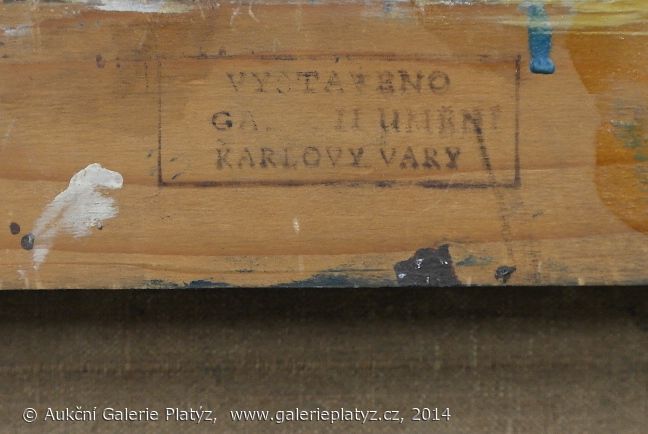 VYSTAVENO
GA II UMĚNÍ
KARLOVY VARY
© Aukční Galerie Platýz, www.galerieplatyz.cz, 2014